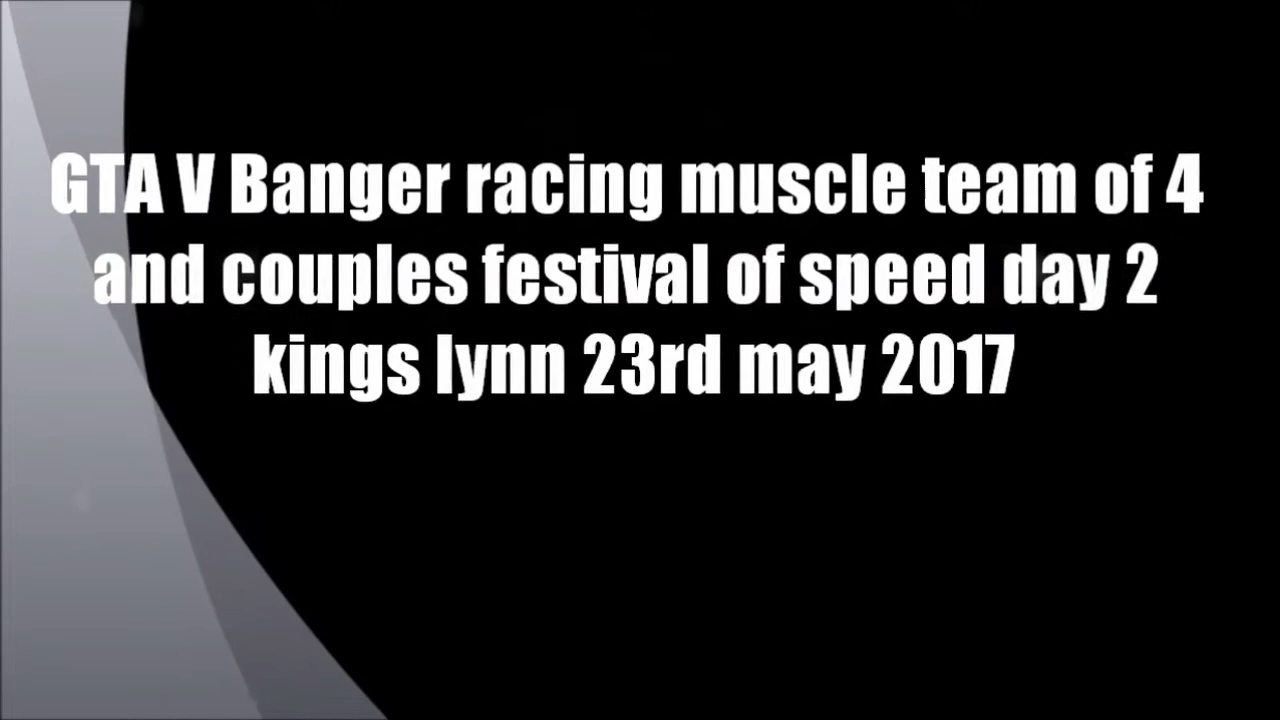 GTA V Banger racing muscle team of 4
and couples festival of speed day 2
kings lynn 23rd may 2017